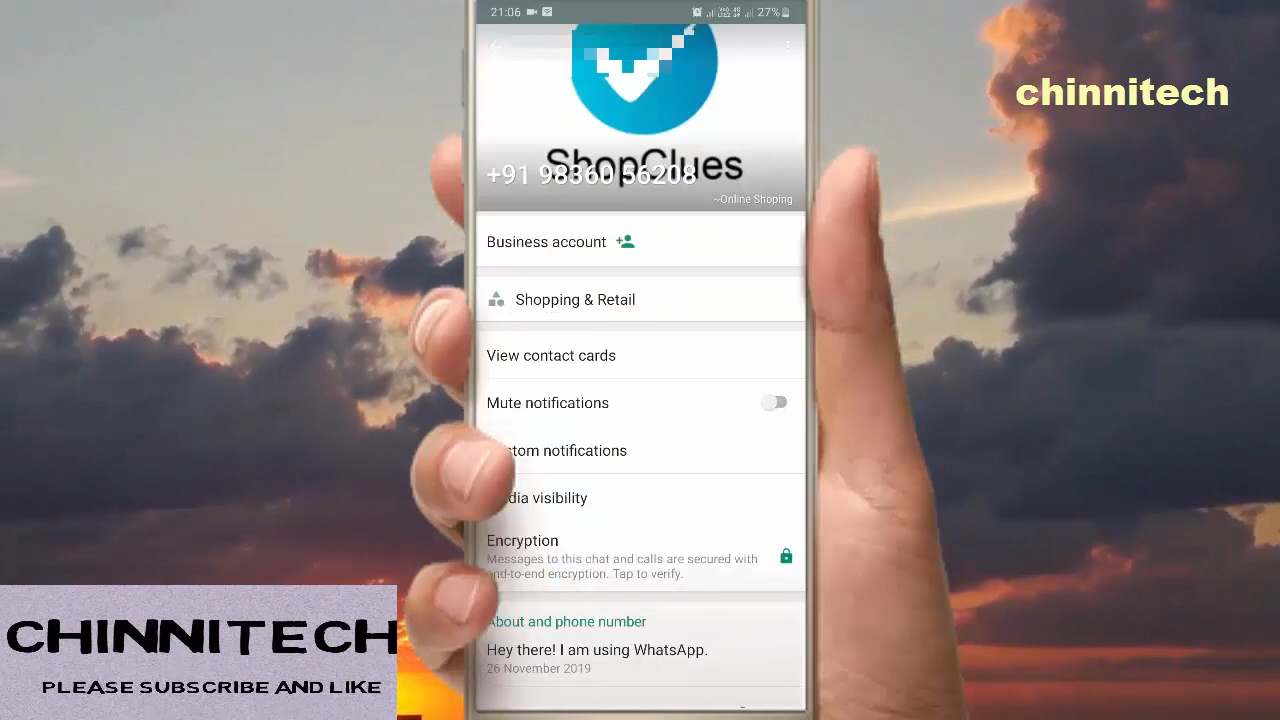 21:06
27%
chinnitech
ShopClues
+91 98360 56208
~Online Shoping
Business account
Shopping & Retail
View contact cards
Mute notifications
tom notifications
dia visibility
Encryption
Messages to this chat and calls are secured with
end-to-end encryption. Tap to verify.
About and phone number
Hey there! I am using WhatsApp.
26 November 2019
CHINNITECH
PLEASE SUBSCRIBE AND LIKE